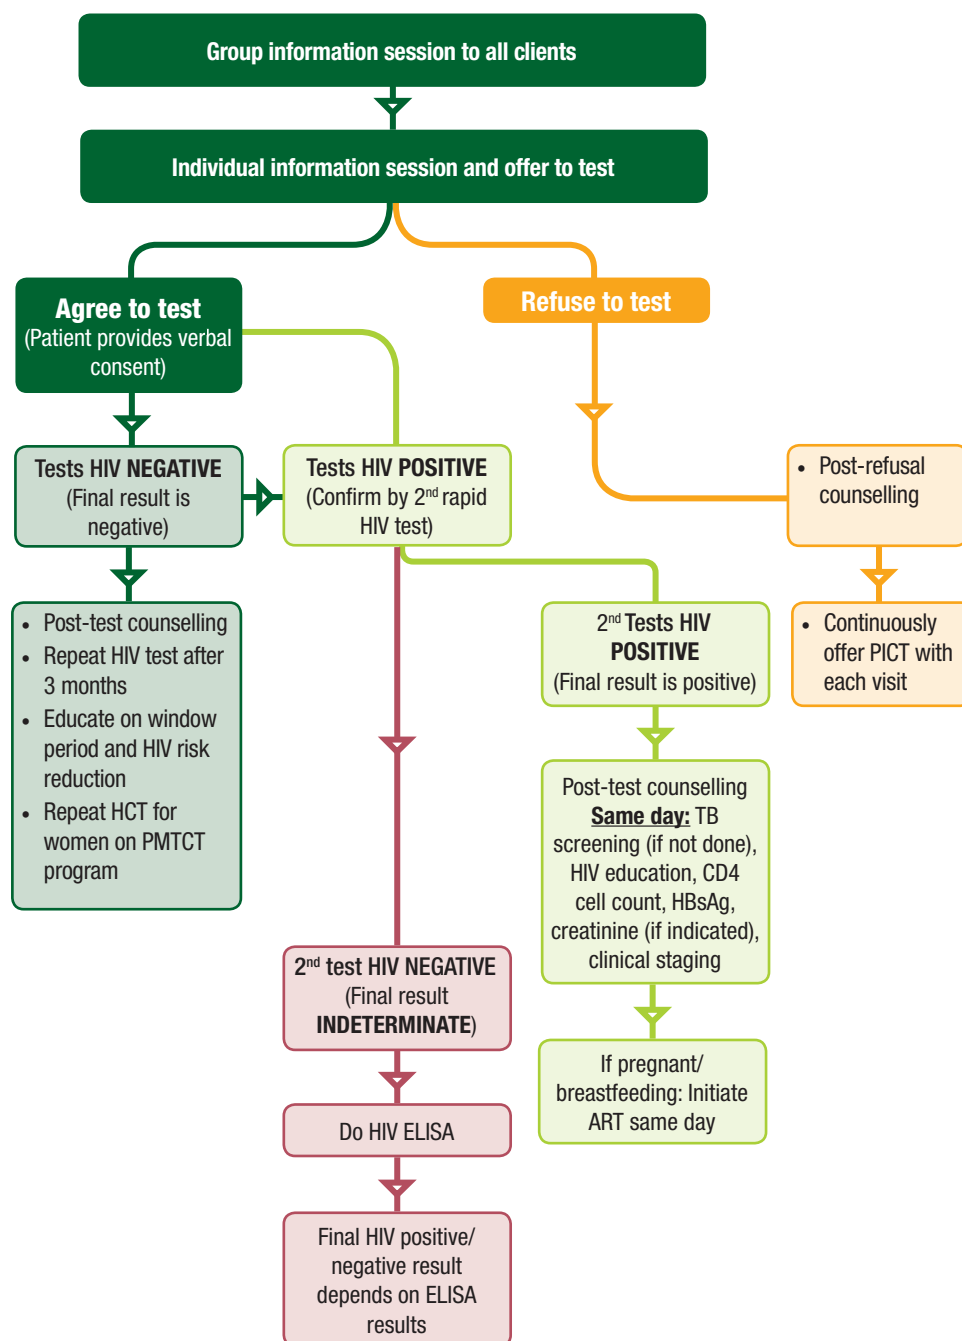 Group information session to all clients
Individual information session and offer to test
Agree to test
(Patient provides verbal
consent)
Refuse to test
Tests HIV NEGATIVE
(Final result is
negative)
Tests HIV POSITIVE
(Confirm by 2nd rapid
HIV test)
• Post-refusal
counselling
• Post-test counselling
• Repeat HIV test after
3 months
• Educate on window
period and HIV risk
reduction
• Repeat HCT for
women on PMTCT
program
2nd Tests HIV
POSITIVE
(Final result is positive)
• Continuously
offer PICT with
each visit
Post-test counselling
Same day: TB
screening (if not done),
HIV education, CD4
cell count, HBsAg,
creatinine (if indicated),
clinical staging
2nd test HIV NEGATIVE
(Final result
INDETERMINATE)
If pregnant/
breastfeeding: Initiate
ART same day
Do HIV ELISA
Final HIV positive/
negative result
depends on ELISA
results